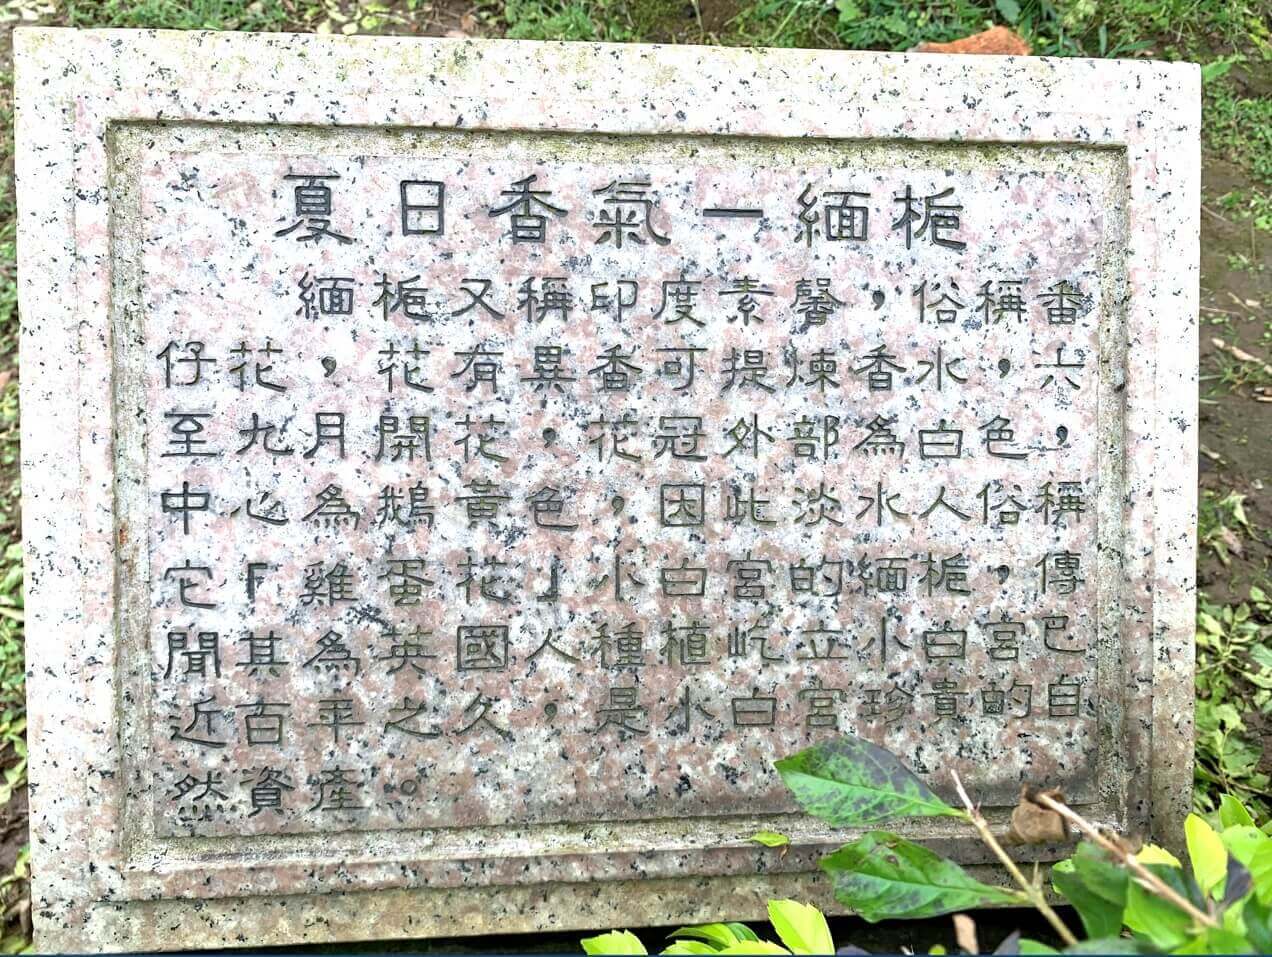 夏日香氣一緬梔
緬梔又稱印度素馨，俗稱番
仔花，花有異香可提煉香水，六
至九月開花，花冠外部為白色，
中心為鵝黃色，因此淡水人俗稱
它「雞蛋花」小白宮的緬梔，傳
聞其為英國人種植屹立小白宮已
近百年之久，是小白宮珍貴的自
然資產。